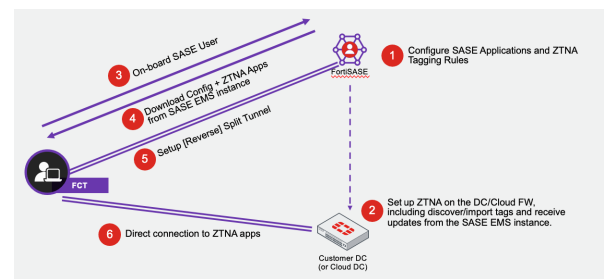 3 On-board SASE User
4 Download Config + ZTNA Apps
from SASE EMS instance
5 Setup [Reverse] Split Tunnel
FortiSASE
1 Configure SASE Applications and ZTNA
Tagging Rules
FCT
2 Set up ZTNA on the DC/Cloud FW,
including discover/import tags and receive
updates from the SASE EMS instance.
6 Direct connection to ZTNA apps
Customer DC
(or Cloud DC)